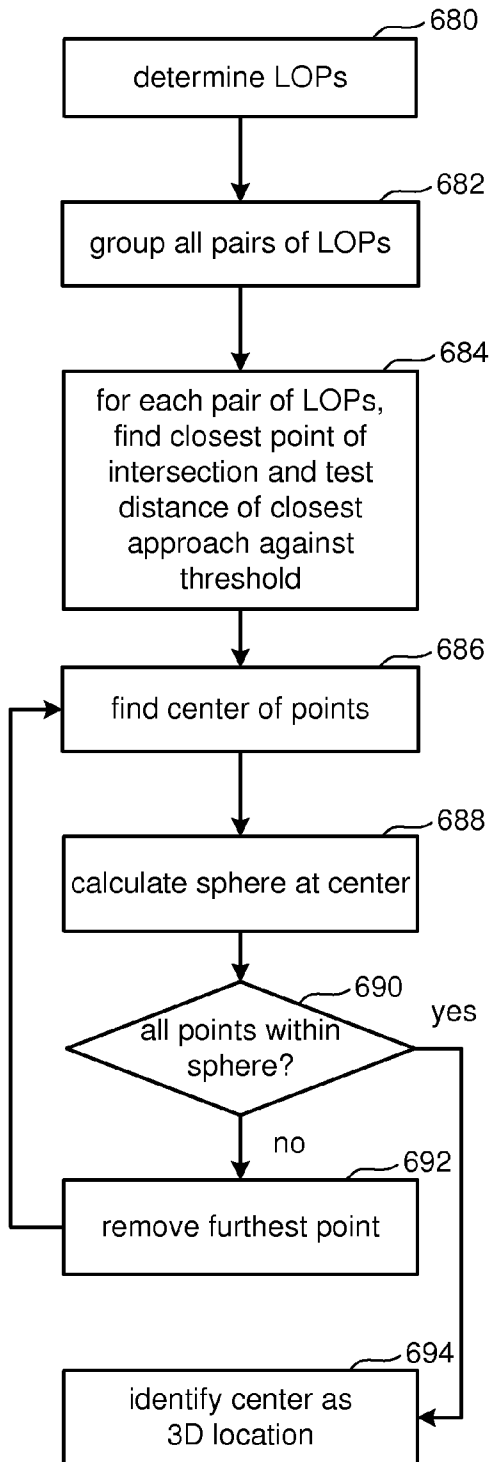 680
determine LOPs
682
group all pairs of LOPs
684
for each pair of LOPs,
find closest point of
intersection and test
distance of closest
approach against
threshold
686
find center of points
688
calculate sphere at center
690
yes
all points within
sphere?
no
692
remove furthest point
694
identify center as
3D location